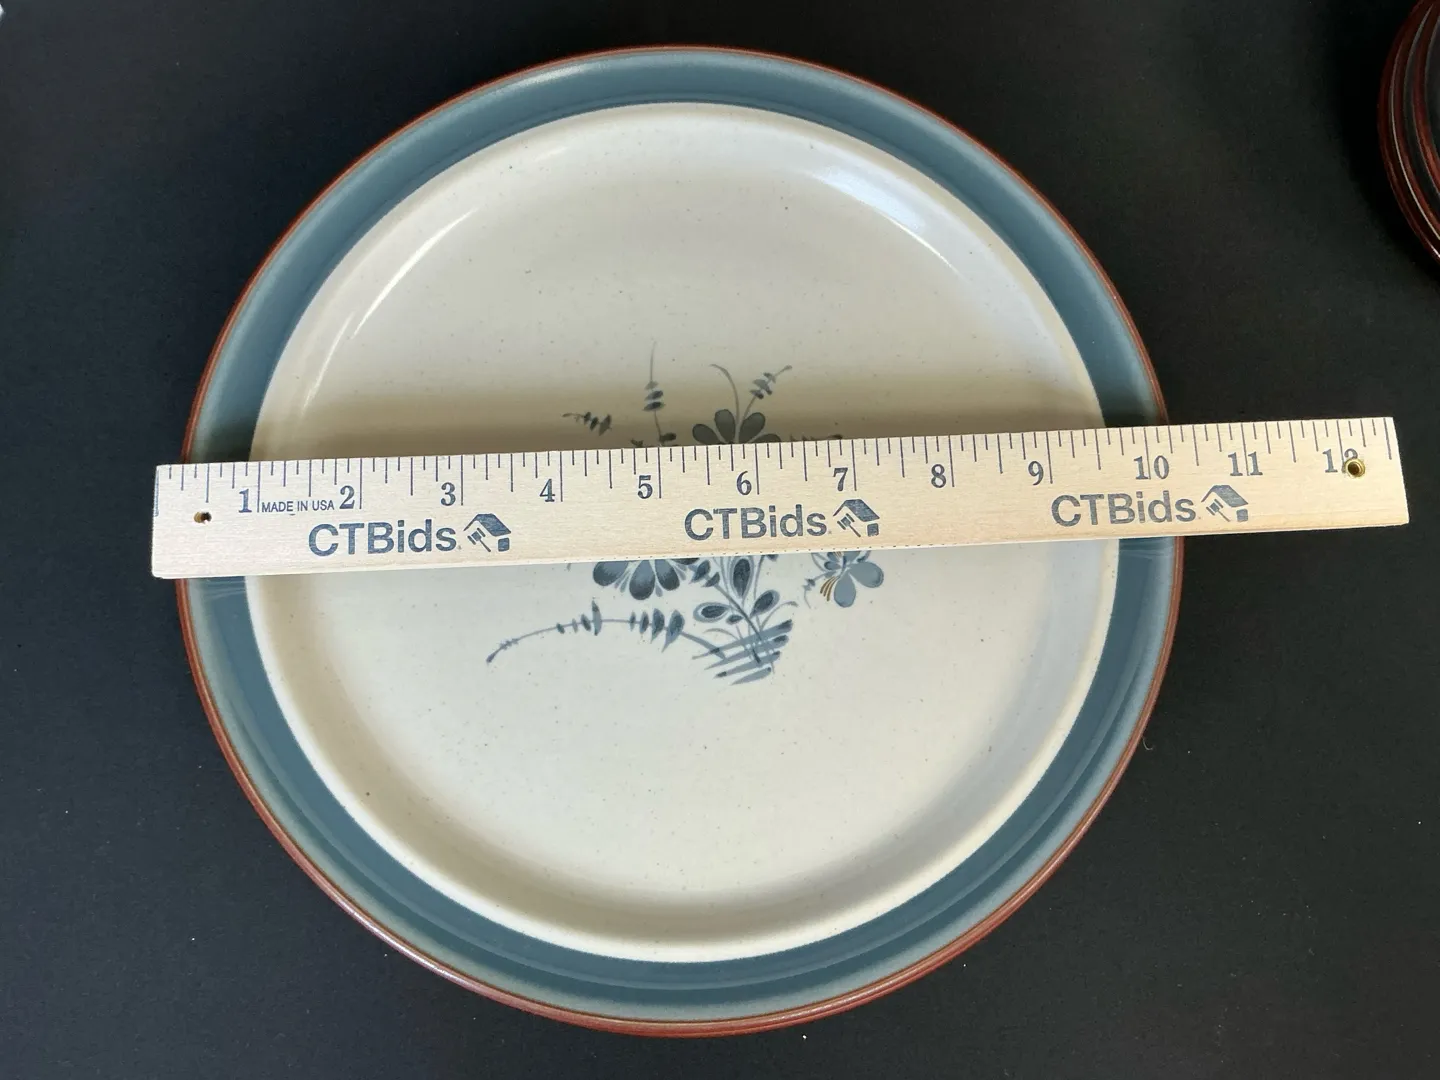 1 MADE IN USA 2 3 4 5 6 7 8 9 10 11 12
CTBids CTBids CTBids